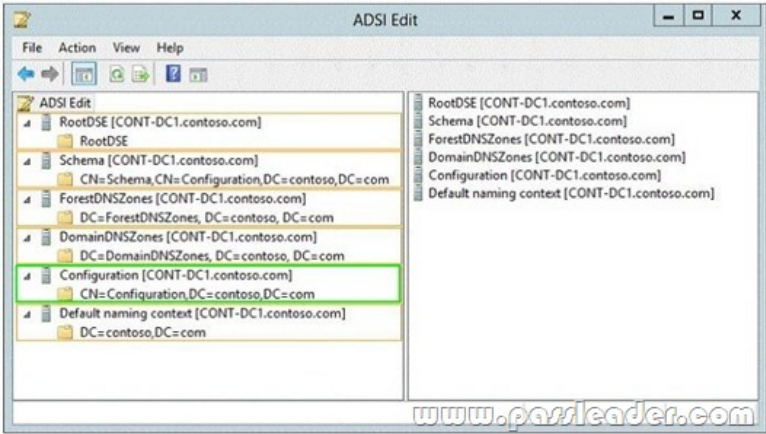 ADSI Edit
File Action View Help
ADSI Edit
RootDSE [CONT-DC1.contoso.com]
RootDSE
Schema [CONT-DC1.contoso.com]
CN=Schema,CN=Configuration,DC=contoso,DC=com
ForestDNSZones [CONT-DC1.contoso.com]
DC=ForestDNSZones, DC=contoso, DC=com
DomainDNSZones [CONT-DC1.contoso.com]
DC=DomainDNSZones, DC=contoso, DC=com
Configuration [CONT-DC1.contoso.com]
CN=Configuration,DC=contoso,DC=com
Default naming context [CONT-DC1.contoso.com]
DC=contoso,DC=com
RootDSE [CONT-DC1.contoso.com]
Schema [CONT-DC1.contoso.com]
ForestDNSZones [CONT-DC1.contoso.com]
DomainDNSZones [CONT-DC1.contoso.com]
Configuration [CONT-DC1.contoso.com]
Default naming context [CONT-DC1.contoso.com]
www.passleader.com